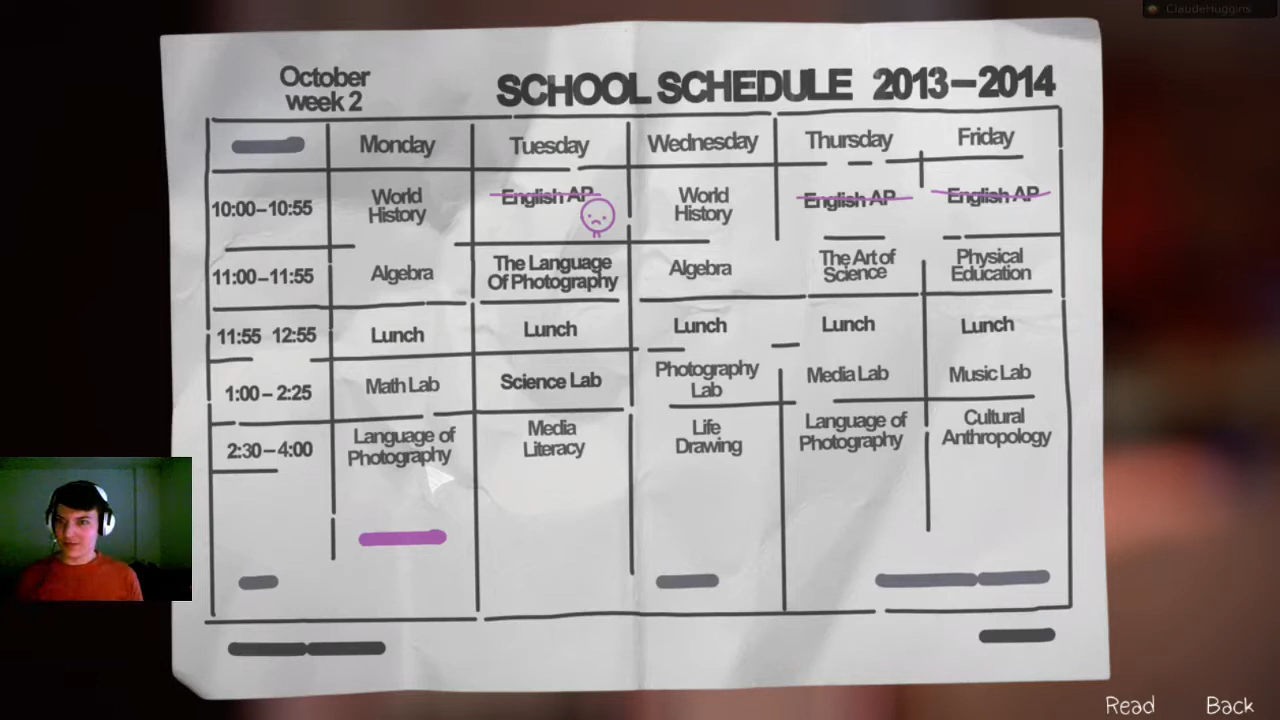 ClaudeHuggins
October
week 2
SCHOOL SCHEDULE 2013-2014
Monday
Tuesday
Wednesday
Thursday
Friday
10:00-10:55
World
History
English AP
World
History
English AP
English AP
11:00-11:55
Algebra
The Language
Of Photography
Algebra
The Art of
Science
Physical
Education
11:55 12:55
Lunch
Lunch
Lunch
Lunch
Lunch
1:00-2:25
Math Lab
Science Lab
Photography
Lab
Media Lab
Music Lab
2:30-4:00
Language of
Photography
Media
Literacy
Life
Drawing
Language of
Photography
Cultural
Anthropology
Read
Back